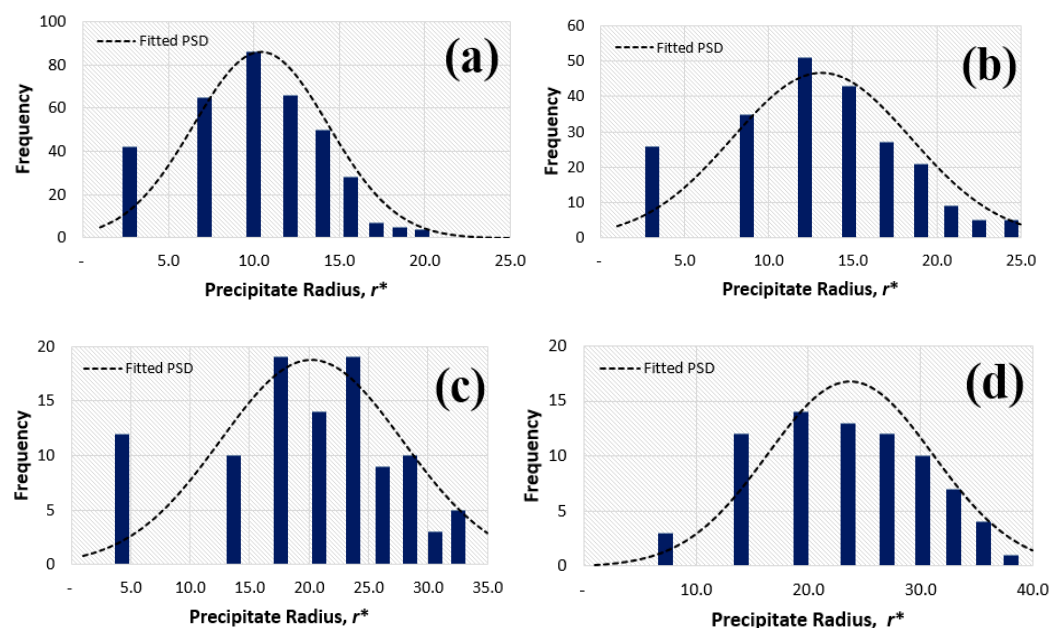 100
80
60
40
20
0
Frequency
Fitted PSD
(a)
- 5.0 10.0 15.0 20.0 25.0
Precipitate Radius, r*
60
50
40
30
20
10
0
Frequency
Fitted PSD
(b)
- 5.0 10.0 15.0 20.0 25.0
Precipitate Radius, r*
20
15
10
5
0
Frequency
Fitted PSD
(c)
- 5.0 10.0 15.0 20.0 25.0 30.0 35.0
Precipitate Radius, r*
20
15
10
5
0
Frequency
Fitted PSD
(d)
- 10.0 20.0 30.0 40.0
Precipitate Radius, r*